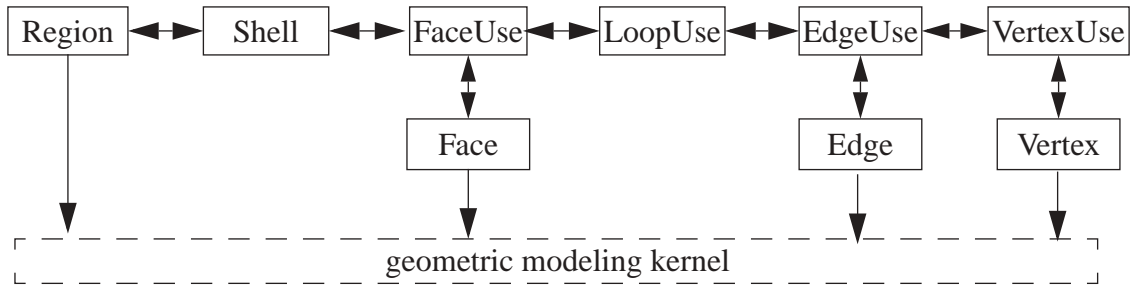 Region Shell FaceUse LoopUse EdgeUse VertexUse
Face Edge Vertex
geometric modeling kernel